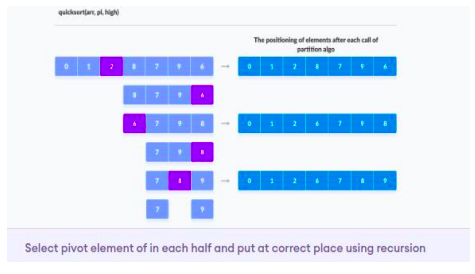 quicksort(arr, pi, high)
The positioning of elements after each call of
partition algo
0 1 2 8 7 9 6 → 0 1 2 8 7 9 6
8 7 9 6
6 7 9 8 → 0 1 2 6 7 9 8
7 9 8
7 8 9 → 0 1 2 6 7 8 9
7 9
Select pivot element of in each half and put at correct place using recursion